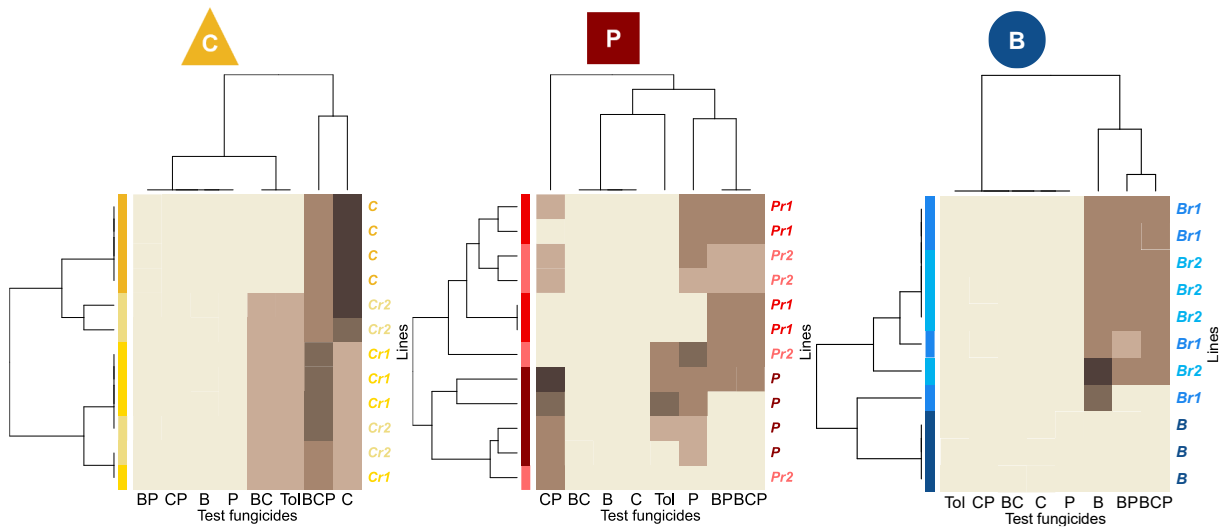 C
P
B
C
C
C
C
Cr2
Cr2
Cr1
Cr1
Cr1
Cr2
Cr2
Cr1
BP CP B P BC Tol BCP C
Test fungicides
Lines
Pr1
Pr1
Pr2
Pr2
Pr1
Pr1
Pr2
P
P
P
P
Pr2
CP BC B C Tol P BP BCP
Test fungicides
Lines
Br1
Br1
Br2
Br2
Br2
Br1
Br2
Br1
B
B
B
Tol CP BC C P B BP BCP
Test fungicides
Lines